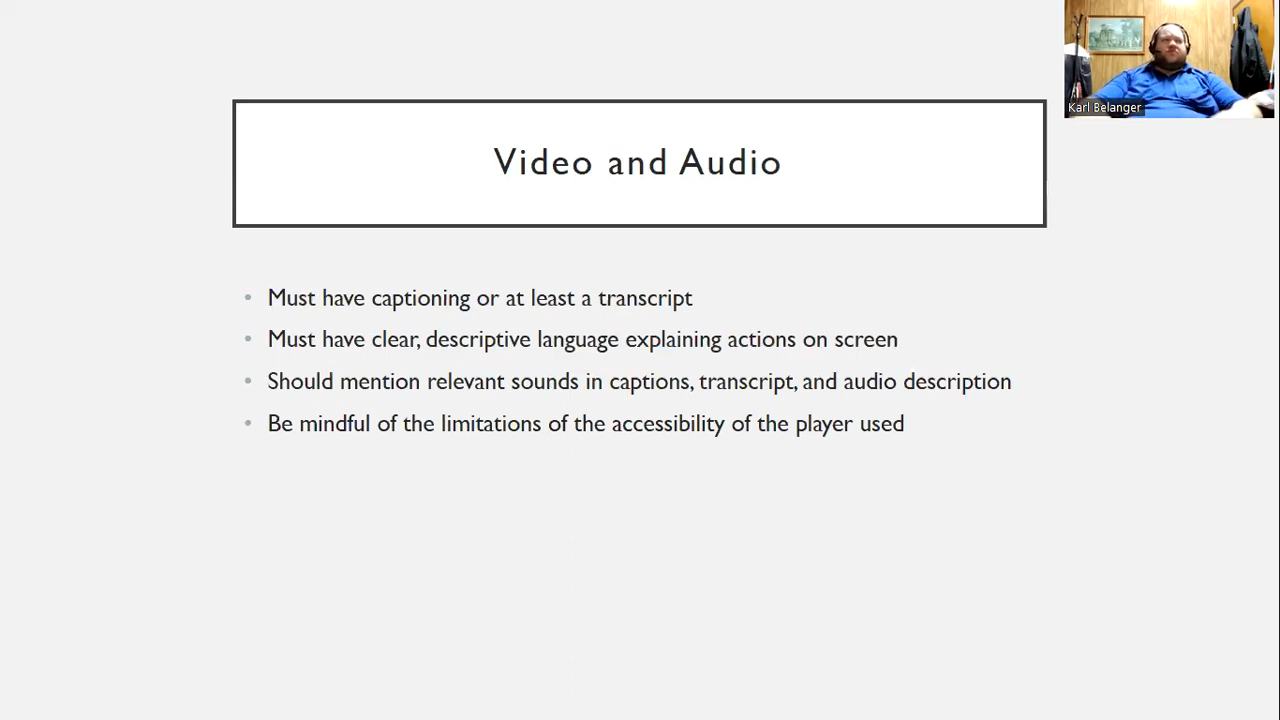 Karl Belanger
Video and Audio
• Must have captioning or at least a transcript
• Must have clear, descriptive language explaining actions on screen
• Should mention relevant sounds in captions, transcript, and audio description
• Be mindful of the limitations of the accessibility of the player used